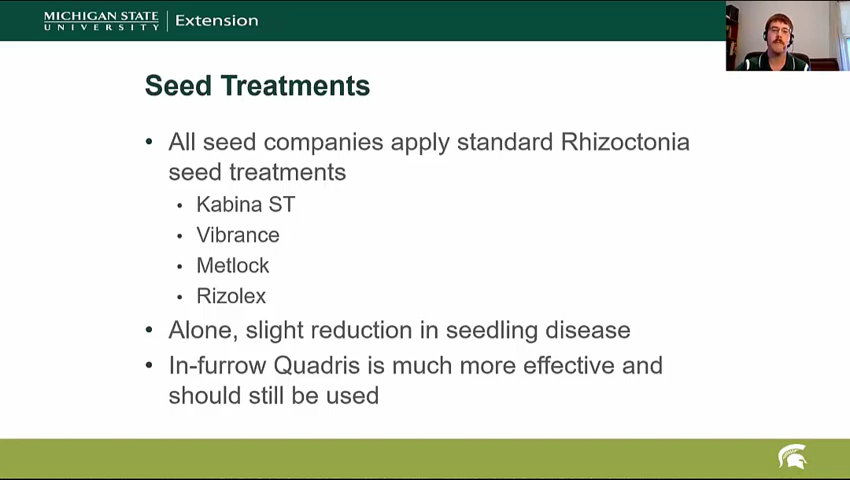 MICHIGAN STATE
UNIVERSITY
Extension
Seed Treatments
• All seed companies apply standard Rhizoctonia
seed treatments
• Kabina ST
• Vibrance
• Metlock
• Rizolex
• Alone, slight reduction in seedling disease
• In-furrow Quadris is much more effective and
should still be used